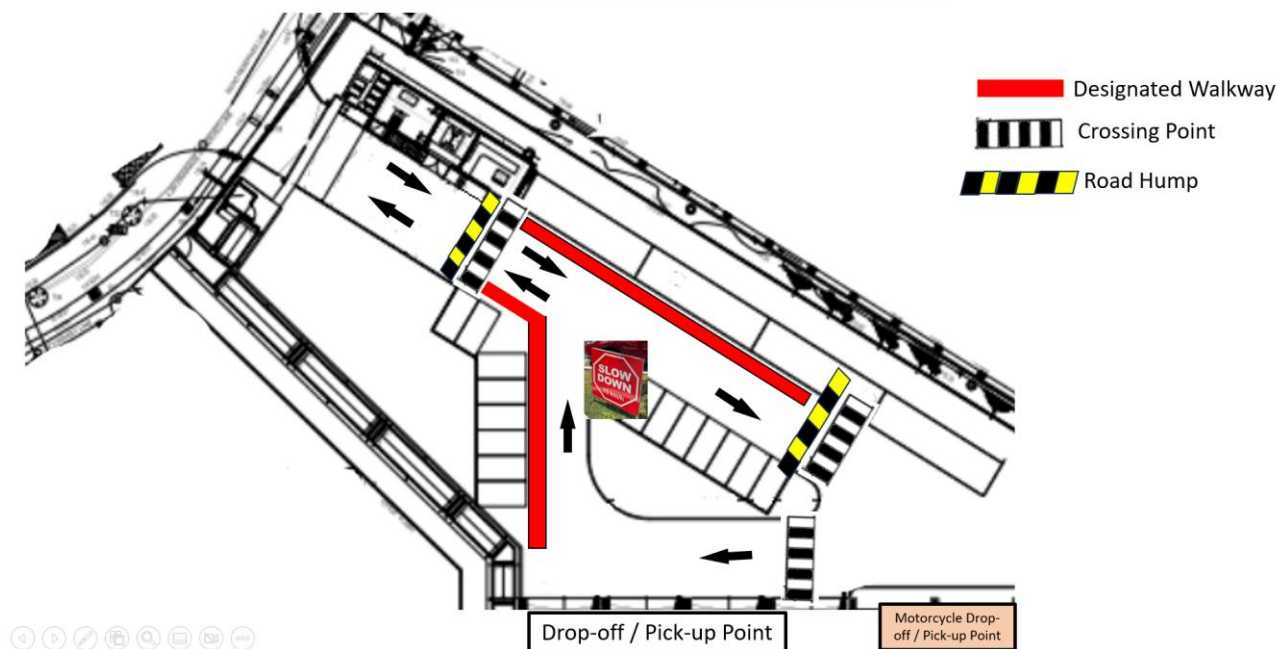 Designated Walkway
Crossing Point
Road Hump
1
SLOW
DOWN
Drop-off / Pick-up Point
Motorcycle Drop-
off / Pick-up Point